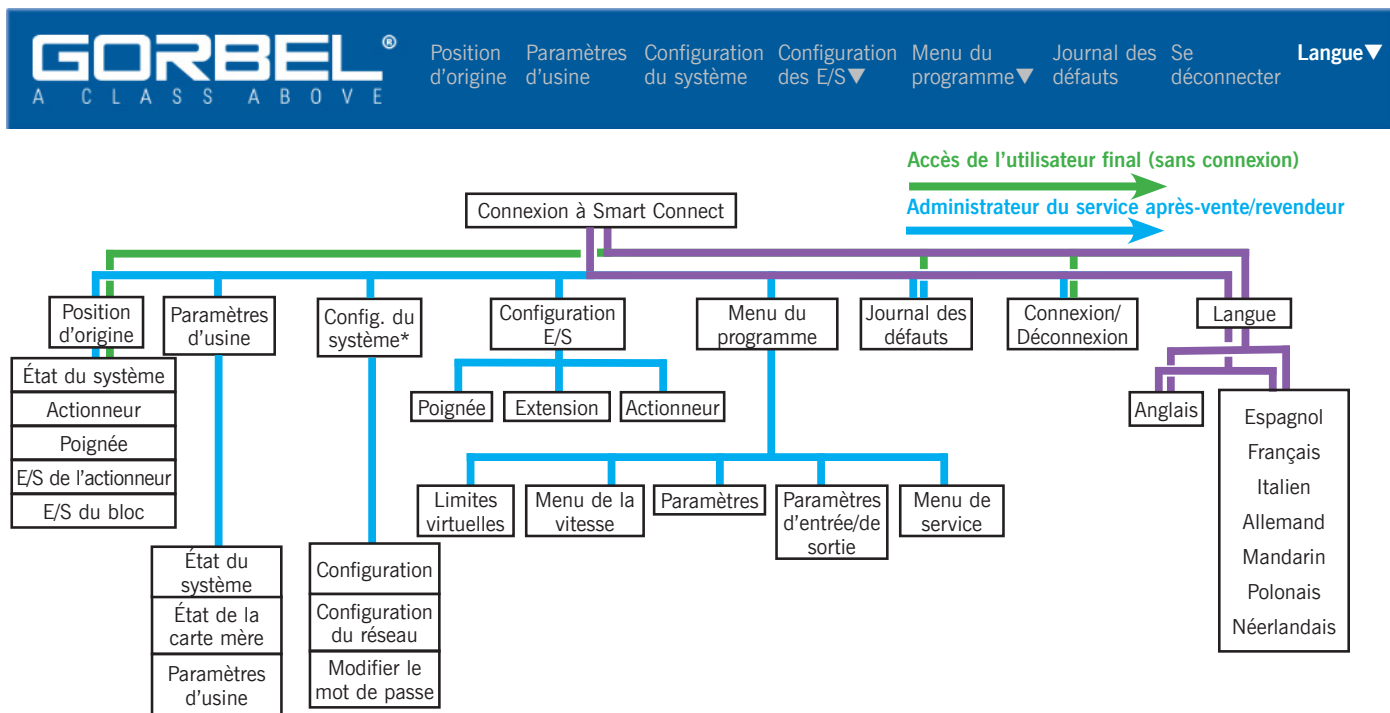 GORBEL®
A CLASS ABOVE
Position
d'origine
Paramètres
d'usine
Configuration
du système
Configuration
des E/S▼
Menu du
programme▼
Journal des
défauts
Se
déconnecter
Langue▼
Accès de l’utilisateur final (sans connexion)
Administrateur du service après-vente/revendeur
Connexion à Smart Connect
Position
d’origine
Paramètres
d'usine
Config. du
système*
Configuration
E/S
Menu du
programme
Journal des
défauts
Connexion/
Déconnexion
Langue
État du système
Actionneur
Poignée
E/S de l’actionneur
E/S du bloc
Poignée
Extension
Actionneur
Anglais
Espagnol
Français
Italien
Allemand
Mandarin
Polonais
Néerlandais
Limites
virtuelles
Menu de la
vitesse
Paramètres
Paramètres
d'entrée/de
sortie
Menu de
service
État du
système
État de la
carte mère
Paramètres
d'usine
Configuration
Configuration
du réseau
Modifier le
mot de passe